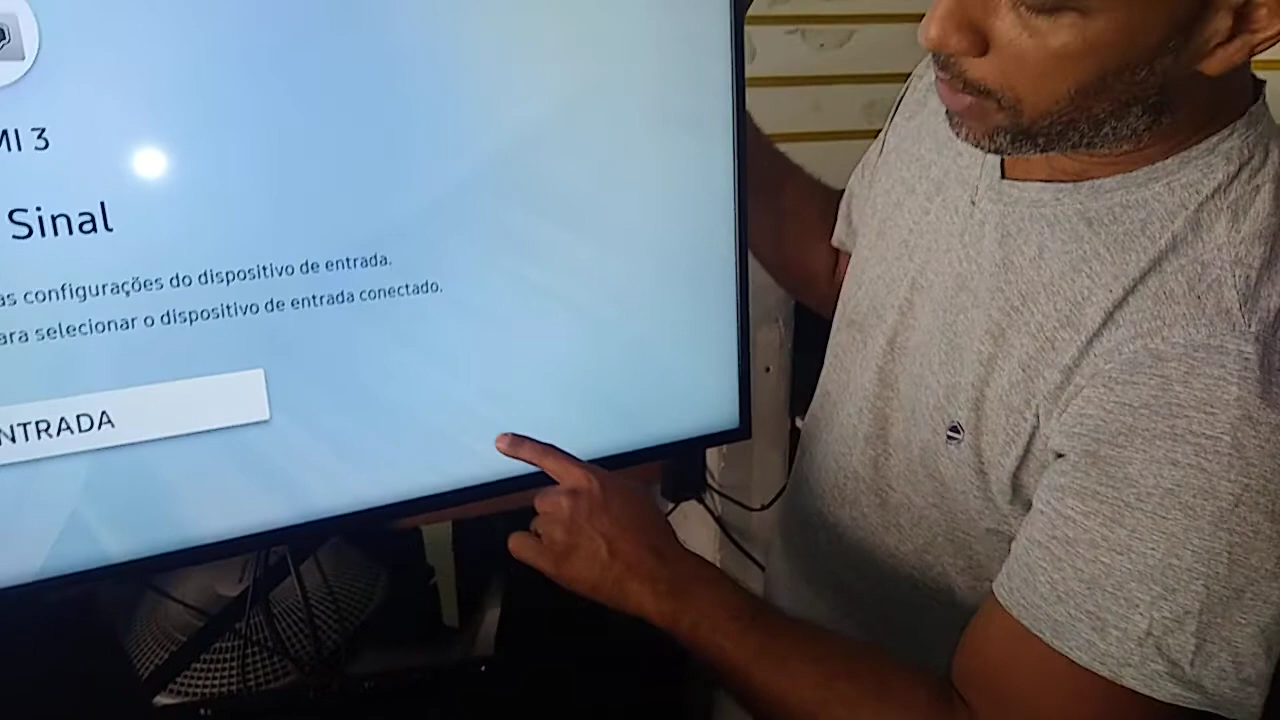 MI 3
Sinal
as configurações do dispositivo de entrada.
ara selecionar o dispositivo de entrada conectado.
NTRADA